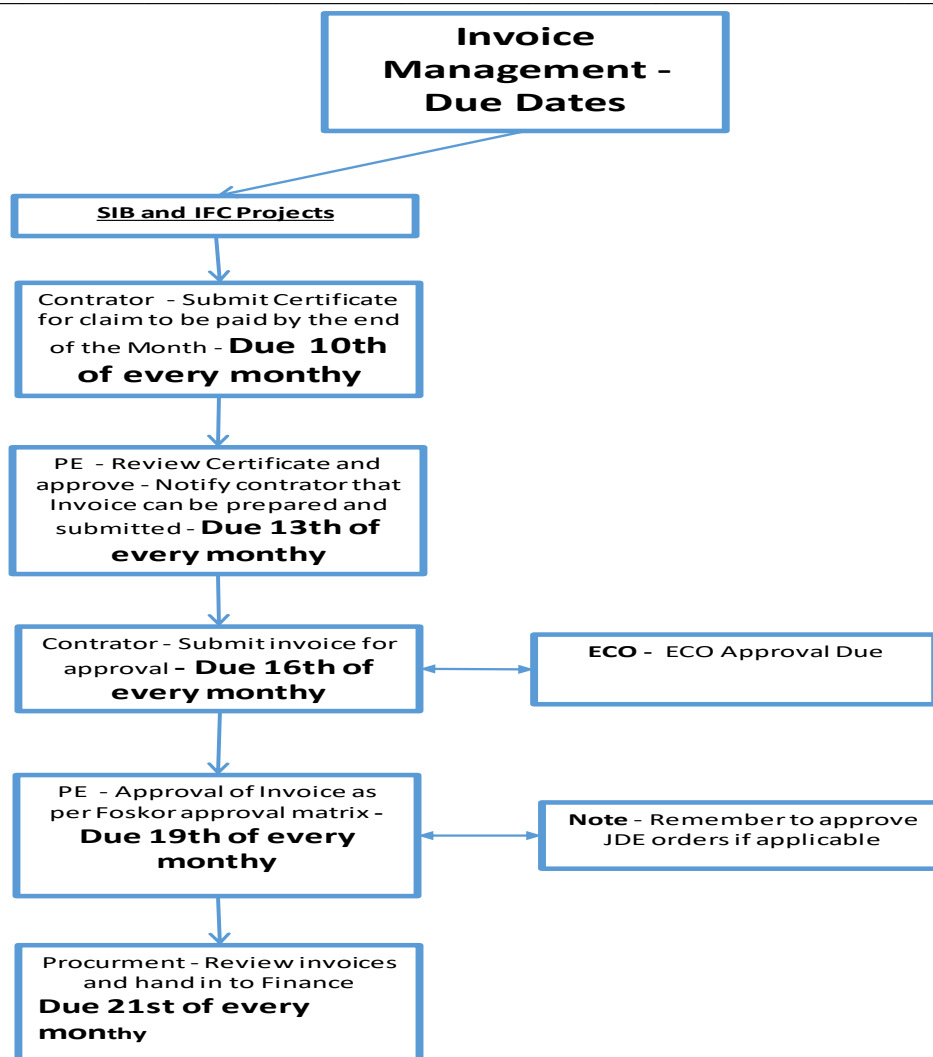 Invoice
Management -
Due Dates
SIB and IFC Projects
Contrator - Submit Certificate
for claim to be paid by the end
of the Month - Due 10th
of every monthy
PE - Review Certificate and
approve - Notify contrator that
Invoice can be prepared and
submitted - Due 13th of
every monthy
Contrator - Submit invoice for
approval - Due 16th of
every monthy
ECO - ECO Approval Due
PE - Approval of Invoice as
per Foskor approval matrix -
Due 19th of every
monthy
Note - Remember to approve
JDE orders if applicable
Procurment - Review invoices
and hand in to Finance
Due 21st of every
monthy